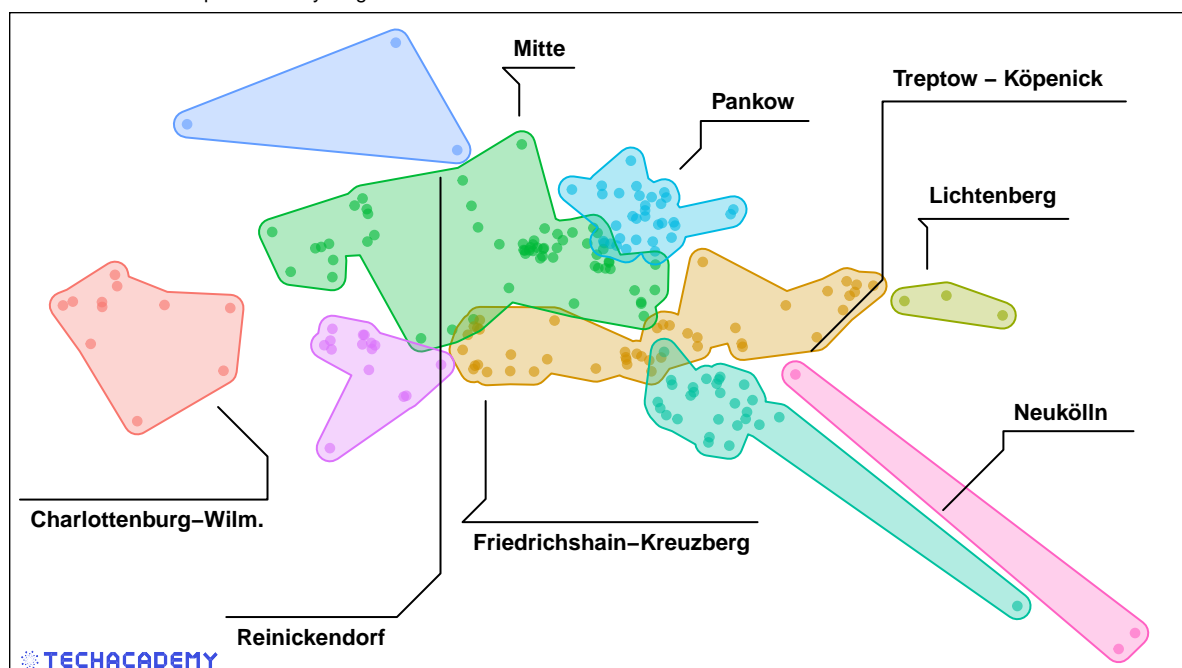 Mitte
Treptow – Köpenick
Pankow
Lichtenberg
Neukölln
Charlottenburg–Wilm.
Friedrichshain–Kreuzberg
Reinickendorf
TECHACADEMY